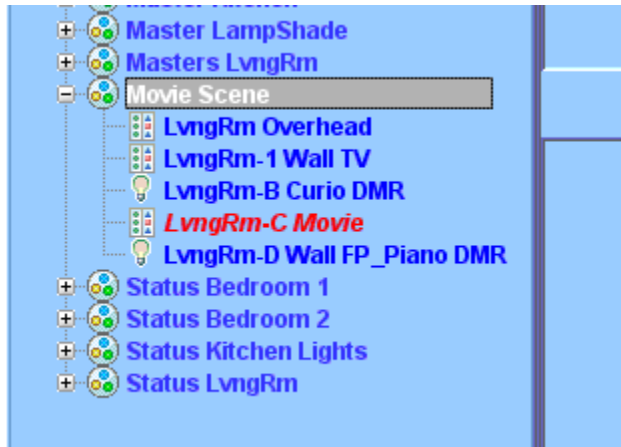 Master LampShade
Masters LvngRm
Movie Scene
LvngRm Overhead
LvngRm-1 Wall TV
LvngRm-B Curio DMR
LvngRm-C Movie
LvngRm-D Wall FP_Piano DMR
Status Bedroom 1
Status Bedroom 2
Status Kitchen Lights
Status LvngRm